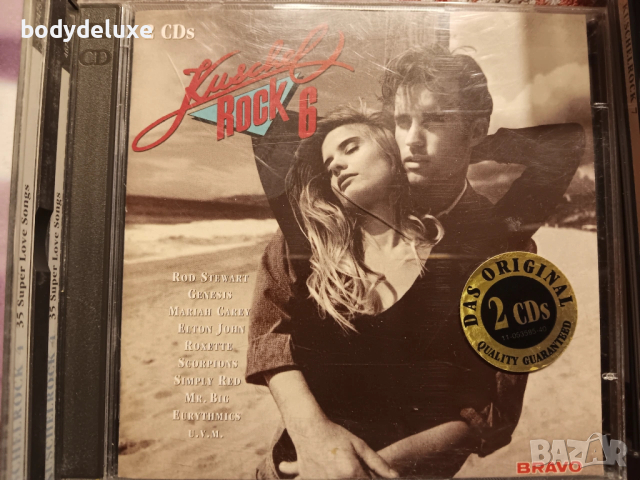 bodydeluxe
CDs
CD
Kuschel
ROCK 6
ROD STEWART
GENESIS
MARIAH CAREY
ELTON JOHN
ROXETTE
SCORPIONS
SIMPLY RED
MR. BIG
EURYTHMICS
U.V.M.
DAS ORIGINAL
2 CDs
QUALITY GUARANTEED
BRAVO
BAZAR
35 Super Love Songs
35 Super Love Songs